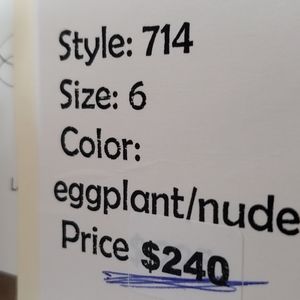 Style: 714
Size: 6
Color:
eggplant/nude
Price $240